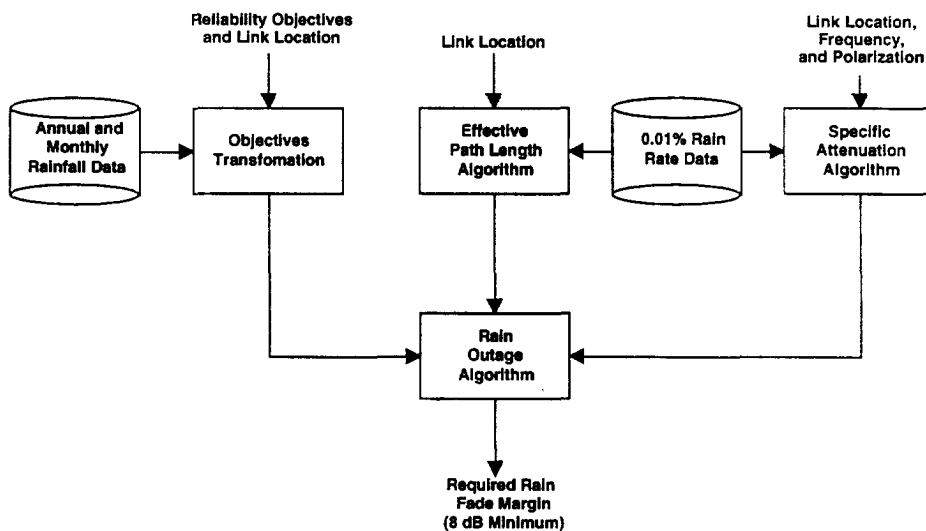 Reliability Objectives
and Link Location
Link Location
Link Location,
Frequency,
and Polarization
Annual and
Monthly
Rainfall Data
Objectives
Transfomation
Effective
Path Length
Algorithm
0.01% Rain
Rate Data
Specific
Attenuation
Algorithm
Rain
Outage
Algorithm
Required Rain
Fade Margin
(8 dB Minimum)